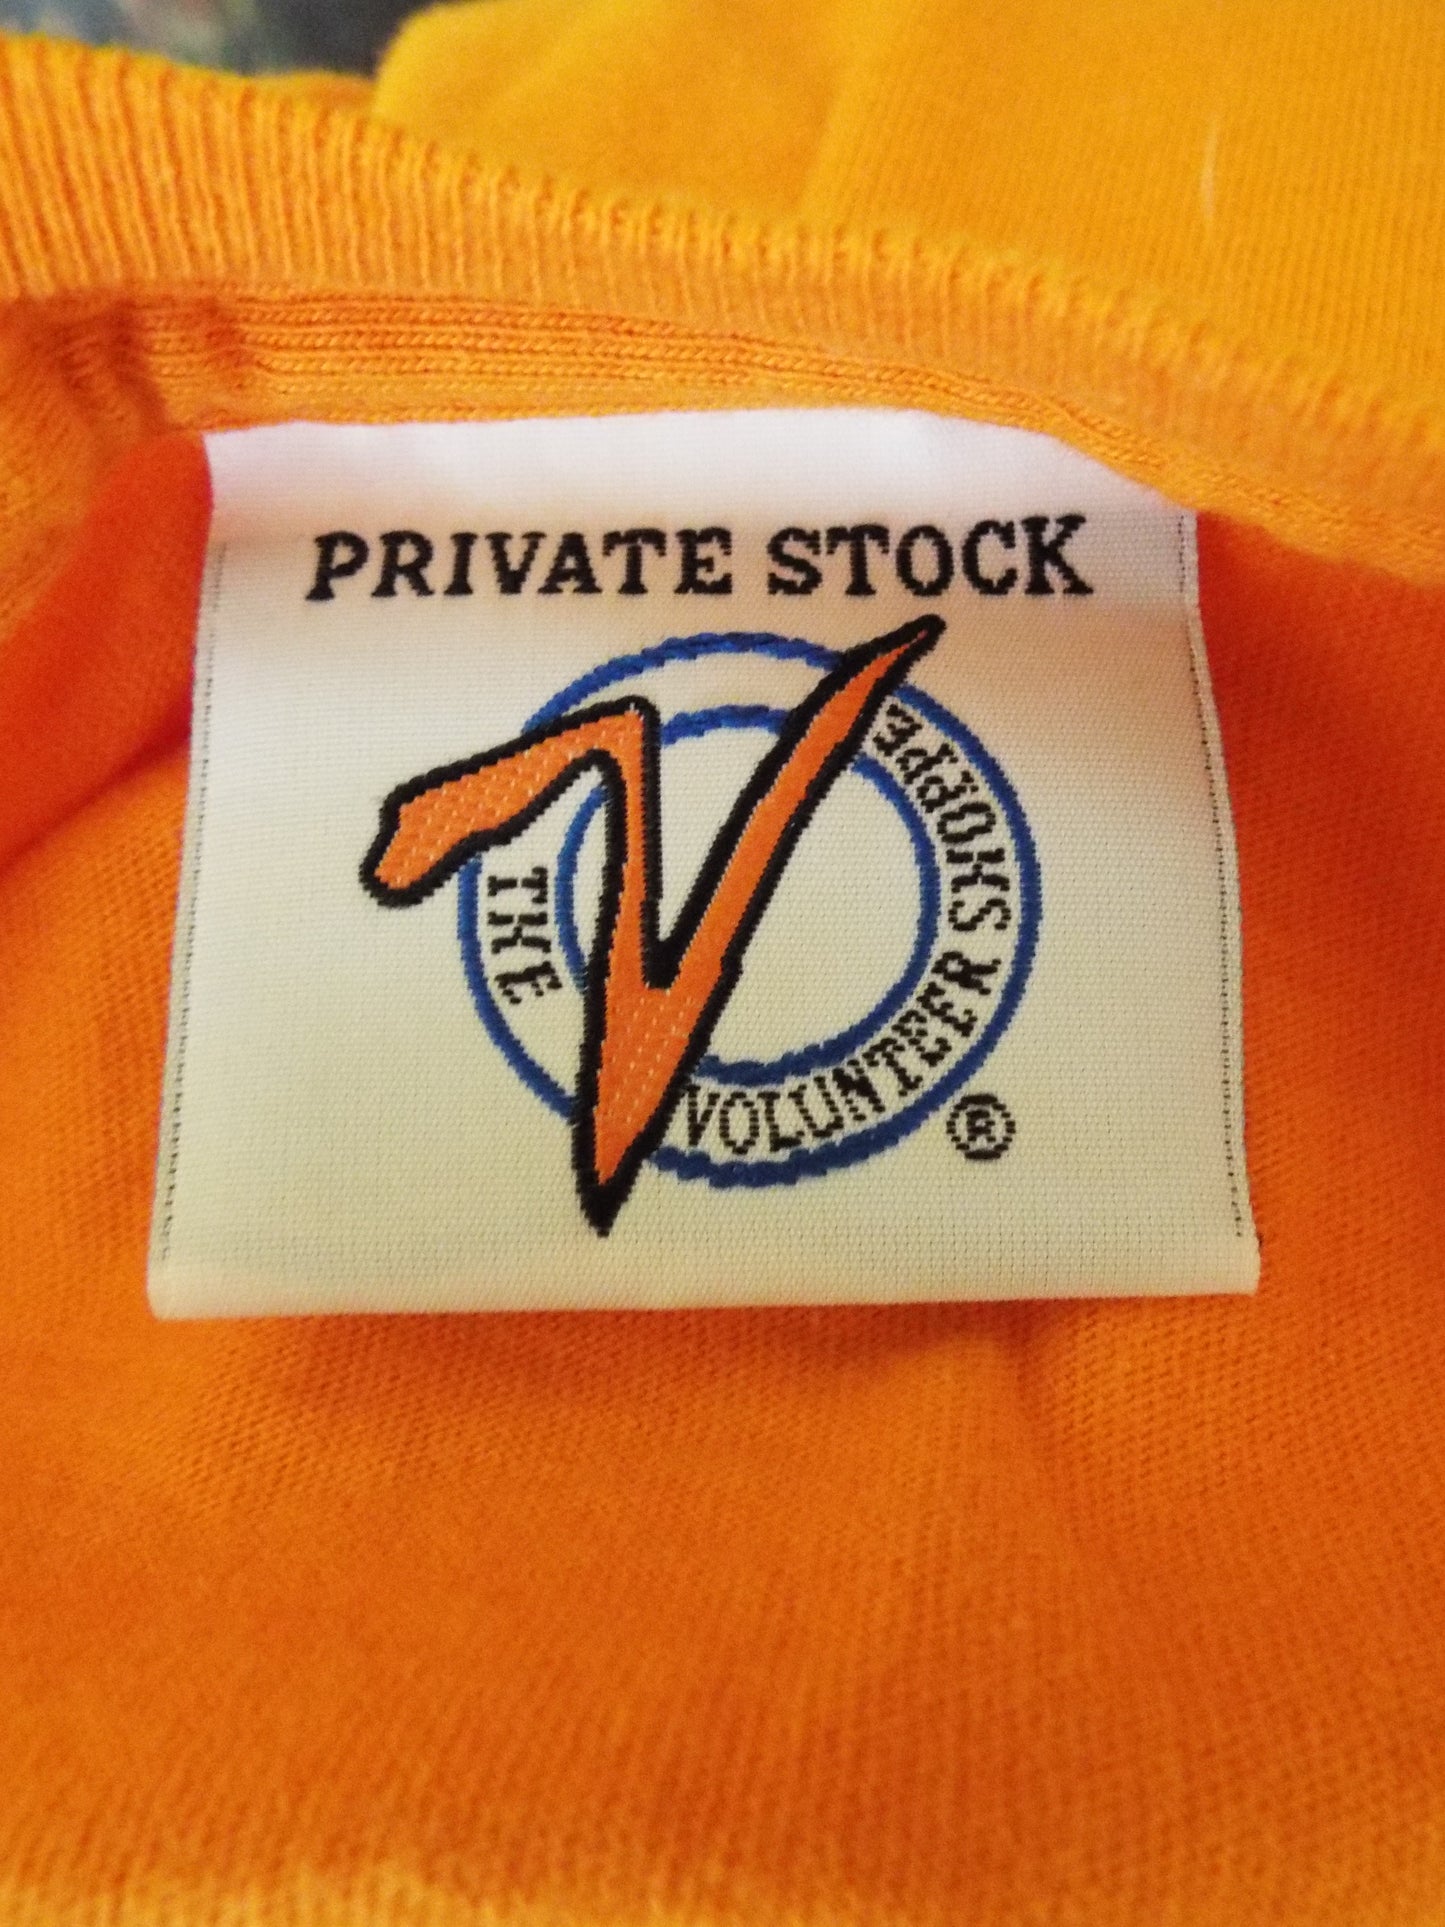 PRIVATE STOCK
THE VOLUNTEER SHOPPE
®